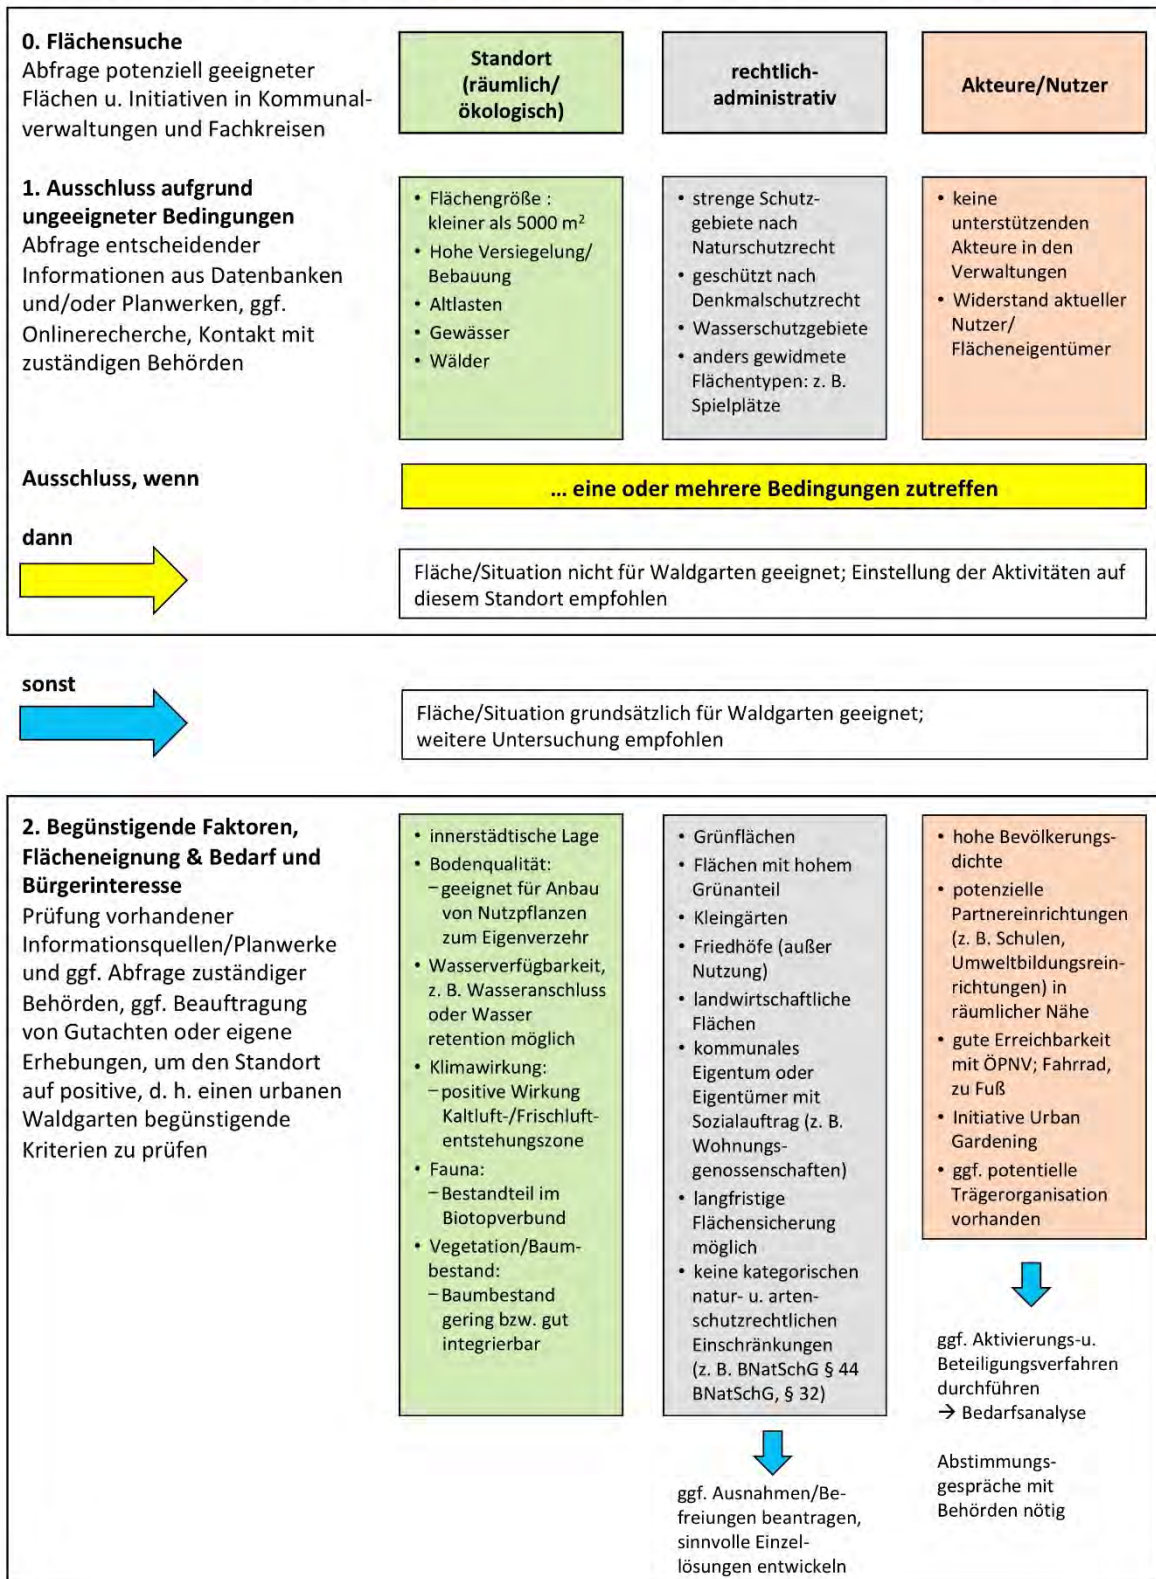 0. Flächensuche
Abfrage potenziell geeigneter
Flächen u. Initiativen in Kommunal-
verwaltungen und Fachkreisen
Standort
(räumlich/
ökologisch)
rechtlich-
administrativ
Akteure/Nutzer
1. Ausschluss aufgrund
ungeeigneter Bedingungen
Abfrage entscheidender
Informationen aus Datenbanken
und/oder Planwerken, ggf.
Onlinerecherche, Kontakt mit
zuständigen Behörden
• Flächengröße :
kleiner als 5000 m²
• Hohe Versiegelung/
Bebauung
• Altlasten
• Gewässer
• Wälder
• strenge Schutz-
gebiete nach
Naturschutzrecht
• geschützt nach
Denkmalschutzrecht
• Wasserschutzgebiete
• anders gewidmete
Flächentypen: z. B.
Spielplätze
• keine
unterstützenden
Akteure in den
Verwaltungen
• Widerstand aktueller
Nutzer/
Flächeneigentümer
Ausschluss, wenn
... eine oder mehrere Bedingungen zutreffen
dann
Fläche/Situation nicht für Waldgarten geeignet; Einstellung der Aktivitäten auf
diesem Standort empfohlen
sonst
Fläche/Situation grundsätzlich für Waldgarten geeignet;
weitere Untersuchung empfohlen
2. Begünstigende Faktoren,
Flächeneignung & Bedarf und
Bürgerinteresse
Prüfung vorhandener
Informationsquellen/Planwerke
und ggf. Abfrage zuständiger
Behörden, ggf. Beauftragung
von Gutachten oder eigene
Erhebungen, um den Standort
auf positive, d. h. einen urbanen
Waldgarten begünstigende
Kriterien zu prüfen
• innerstädtische Lage
• Bodenqualität:
– geeignet für Anbau
von Nutzpflanzen
zum Eigenverzehr
• Wasserverfügbarkeit,
z. B. Wasseranschluss
oder Wasser
retention möglich
• Klimawirkung:
– positive Wirkung
Kaltluft-/Frischluft-
entstehungszone
• Fauna:
– Bestandteil im
Biotopverbund
• Vegetation/Baum-
bestand:
– Baumbestand
gering bzw. gut
integrierbar
• Grünflächen
• Flächen mit hohem
Grünanteil
• Kleingärten
• Friedhöfe (außer
Nutzung)
• landwirtschaftliche
Flächen
• kommunales
Eigentum oder
Eigentümer mit
Sozialauftrag (z. B.
Wohnungs-
genossenschaften)
• langfristige
Flächensicherung
möglich
• keine kategorischen
natur- u. arten-
schutzrechtlichen
Einschränkungen
(z. B. BNatSchG § 44
BNatSchG, § 32)
ggf. Ausnahmen/Be-
freiungen beantragen,
sinnvolle Einzel-
lösungen entwickeln
• hohe Bevölkerungs-
dichte
• potenzielle
Partnereinrichtungen
(z. B. Schulen,
Umweltbildungsrein-
richtungen) in
räumlicher Nähe
• gute Erreichbarkeit
mit ÖPNV; Fahrrad,
zu Fuß
• Initiative Urban
Gardening
• ggf. potentielle
Trägerorganisation
vorhanden
ggf. Aktivierungs-u.
Beteiligungsverfahren
durchführen
→ Bedarfsanalyse
Abstimmungs-
gespräche mit
Behörden nötig